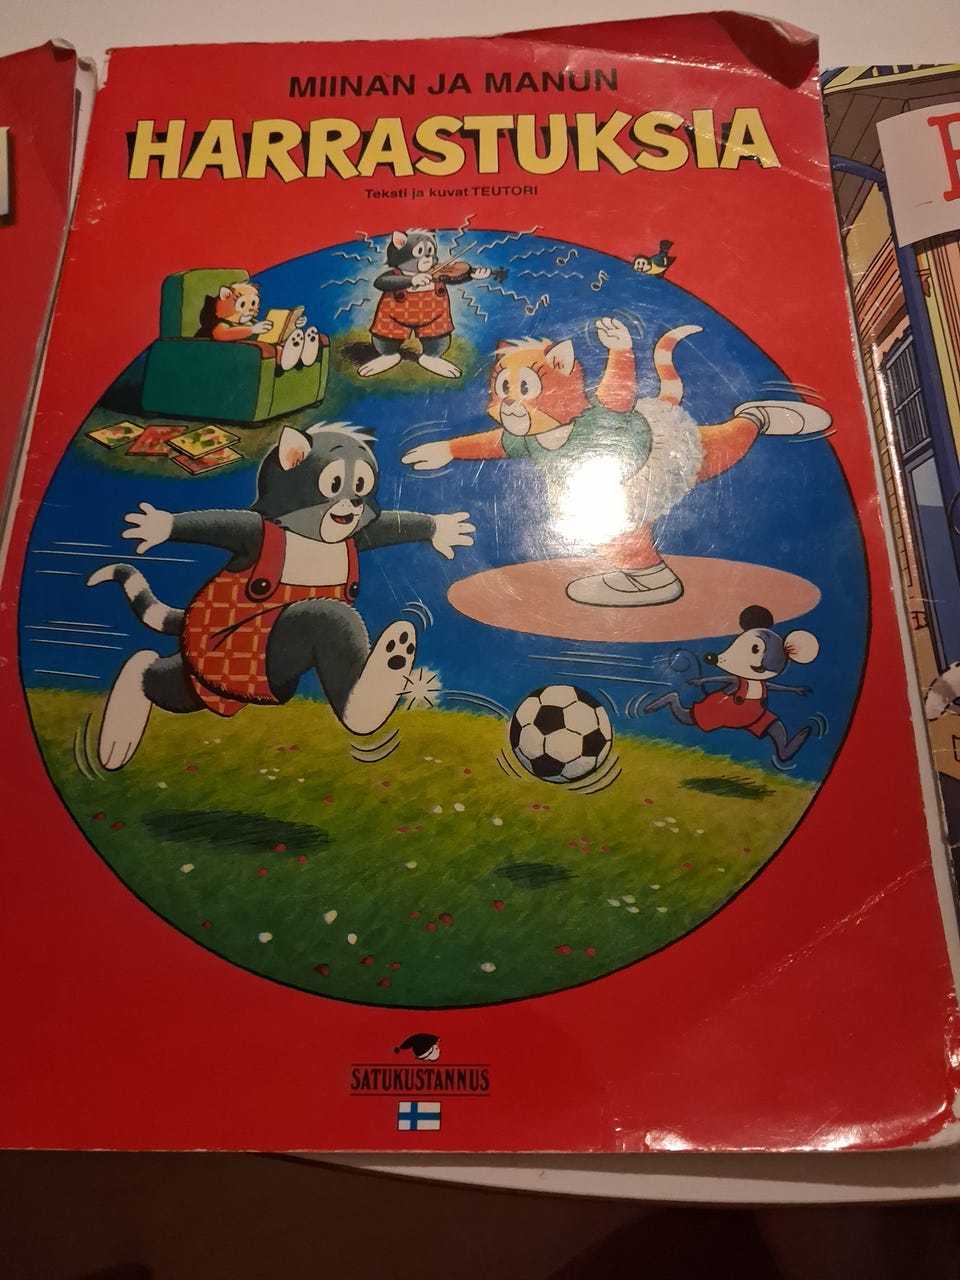 MIINAN JA MANUN
HARRASTUKSIA
Teksti ja kuvat TEUTORI
SATUKUSTANNUS